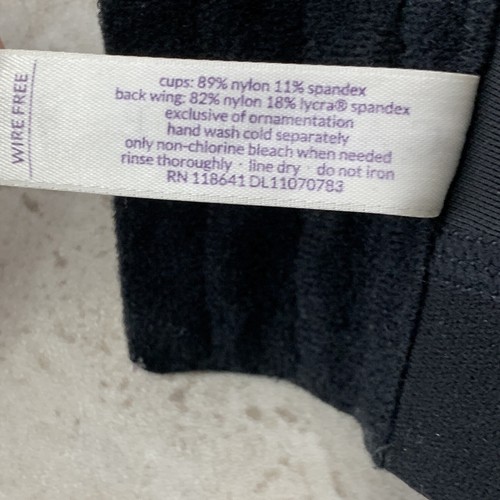 WIRE FREE
cups: 89% nylon 11% spandex
back wing: 82% nylon 18% lycra® spandex
exclusive of ornamentation
hand wash cold separately
only non-chlorine bleach when needed
rinse thoroughly · line dry · do not iron
RN 118641 DL11070783